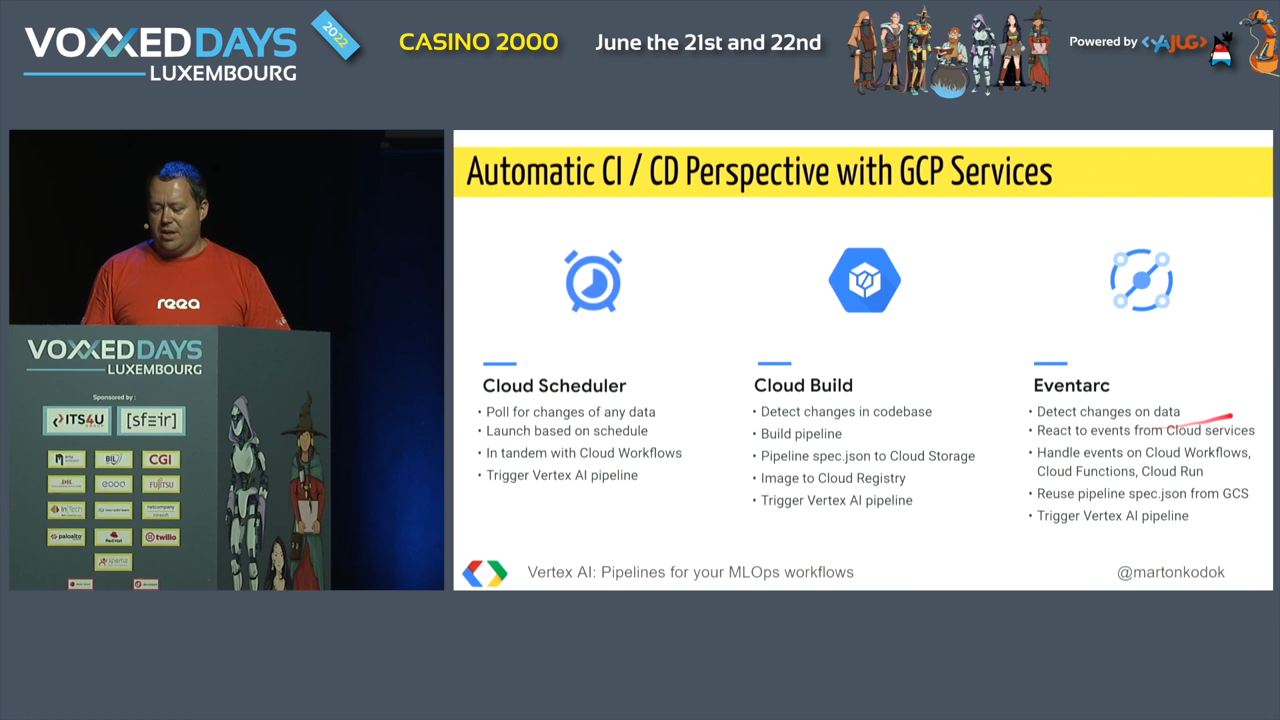 VOXXED DAYS
LUXEMBOURG
2022
CASINO 2000
June the 21st and 22nd
Powered by <YAJUG>
reea
VOXXED DAYS
LUXEMBOURG
Sponsored by :
ITS4U
[sfeir]
CGI
FUJITSU
InTech
netcompany
paloalto
Red Hat
twilio
Automatic CI / CD Perspective with GCP Services
Cloud Scheduler
• Poll for changes of any data
• Launch based on schedule
• In tandem with Cloud Workflows
• Trigger Vertex AI pipeline
Cloud Build
• Detect changes in codebase
• Build pipeline
• Pipeline spec.json to Cloud Storage
• Image to Cloud Registry
• Trigger Vertex AI pipeline
Eventarc
• Detect changes on data
• React to events from Cloud services
• Handle events on Cloud Workflows,
Cloud Functions, Cloud Run
• Reuse pipeline spec.json from GCS
• Trigger Vertex AI pipeline
Vertex AI: Pipelines for your MLOps workflows
@martonkodok